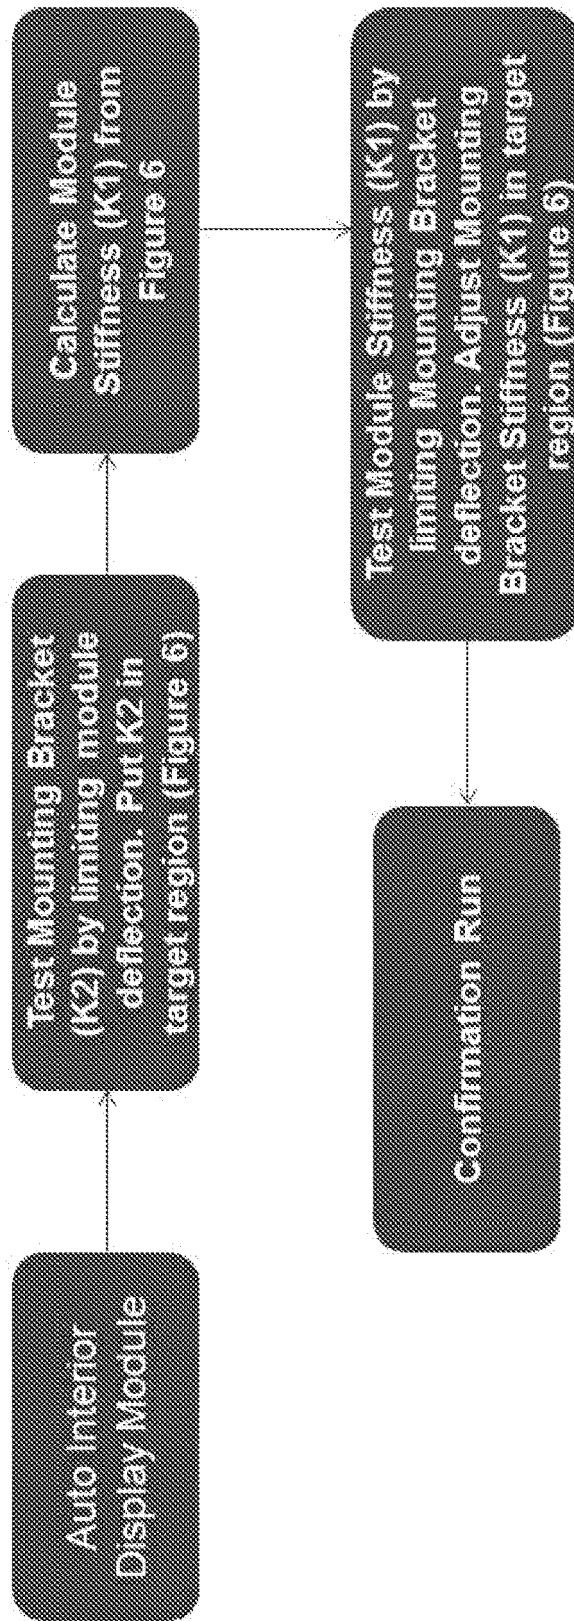 Auto Interior
Display Module
Test Mounting Bracket
(K2) by limiting module
deflection. Put K2 in
target region (Figure 6)
Calculate Module
Stiffness (K1) from
Figure 6
Test Module Stiffness (K1) by
limiting Mounting Bracket
deflection. Adjust Mounting
Bracket Stiffness (K1) in target
region (Figure 6)
Confirmation Run